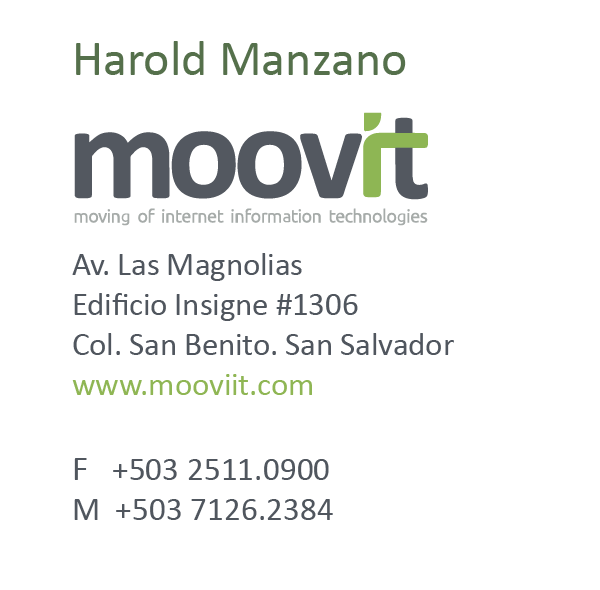 Harold Manzano
moovit
moving of internet information technologies
Av. Las Magnolias
Edificio Insigne #1306
Col. San Benito. San Salvador
www.mooviit.com
F +503 2511.0900
M +503 7126.2384